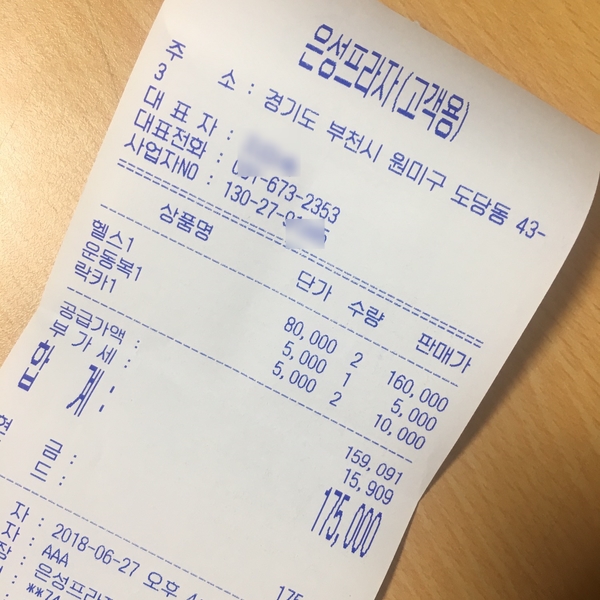 은성프라자(고객용)
주 소 : 경기도 부천시 원미구 도당동 43-
3
대 표 자 :
대표전화 : -673-2353
사업자NO : 130-27-
상품명 단가 수량 판매가
헬스1 80,000 2 160,000
운동복1 5,000 1 5,000
락카1 5,000 2 10,000
공급가액 : 159,091
부 가 세 : 15,909
합 계 : 175,000
현 금 :
드 : 175
자 : 2018-06-27 오후 4
자 : AAA
장 : 은성프라자
: **74